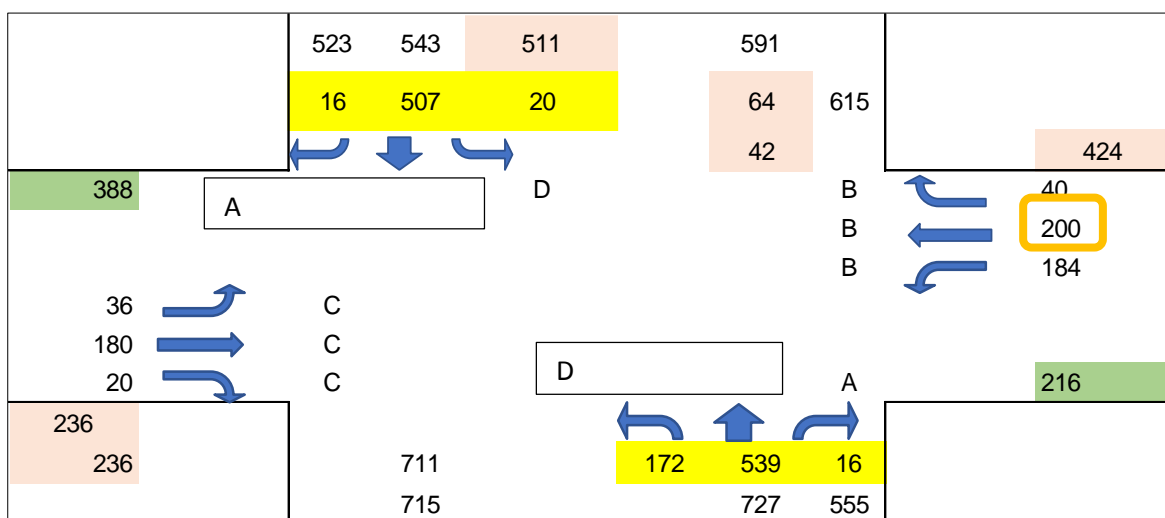 523 543 511 591
16 507 20 64 615
42 424
388 A D B 40
B 200
B 184
36 C
180 C
20 C D A 216
236
236 711 172 539 16
715 727 555